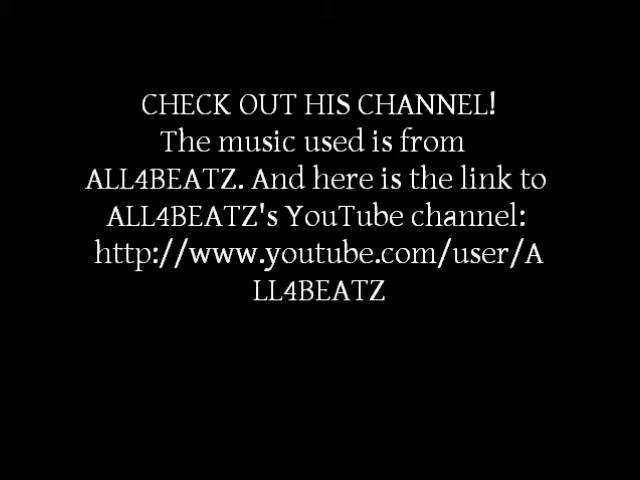 CHECK OUT HIS CHANNEL!
The music used is from
ALL4BEATZ. And here is the link to
ALL4BEATZ's YouTube channel:
http://www.youtube.com/user/A
LL4BEATZ